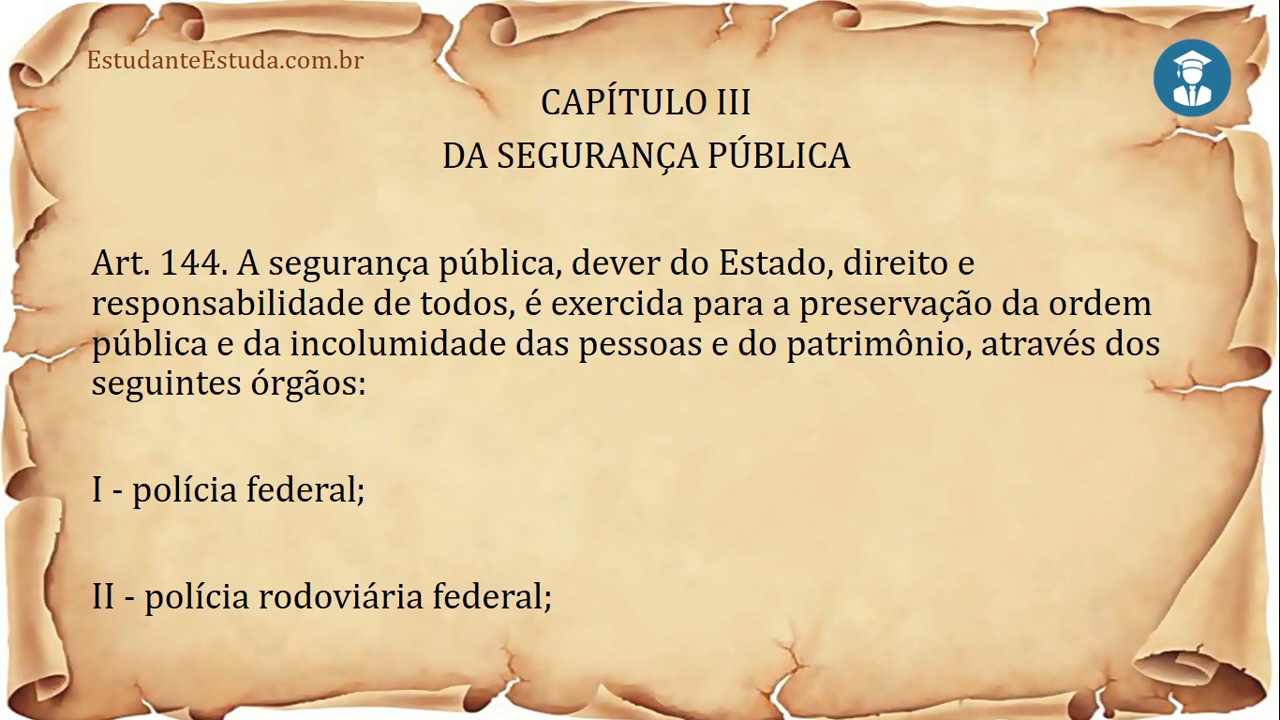 EstudanteEstuda.com.br
CAPÍTULO III
DA SEGURANÇA PÚBLICA
Art. 144. A segurança pública, dever do Estado, direito e
responsabilidade de todos, é exercida para a preservação da ordem
pública e da incolumidade das pessoas e do patrimônio, através dos
seguintes órgãos:
I - polícia federal;
II - polícia rodoviária federal;